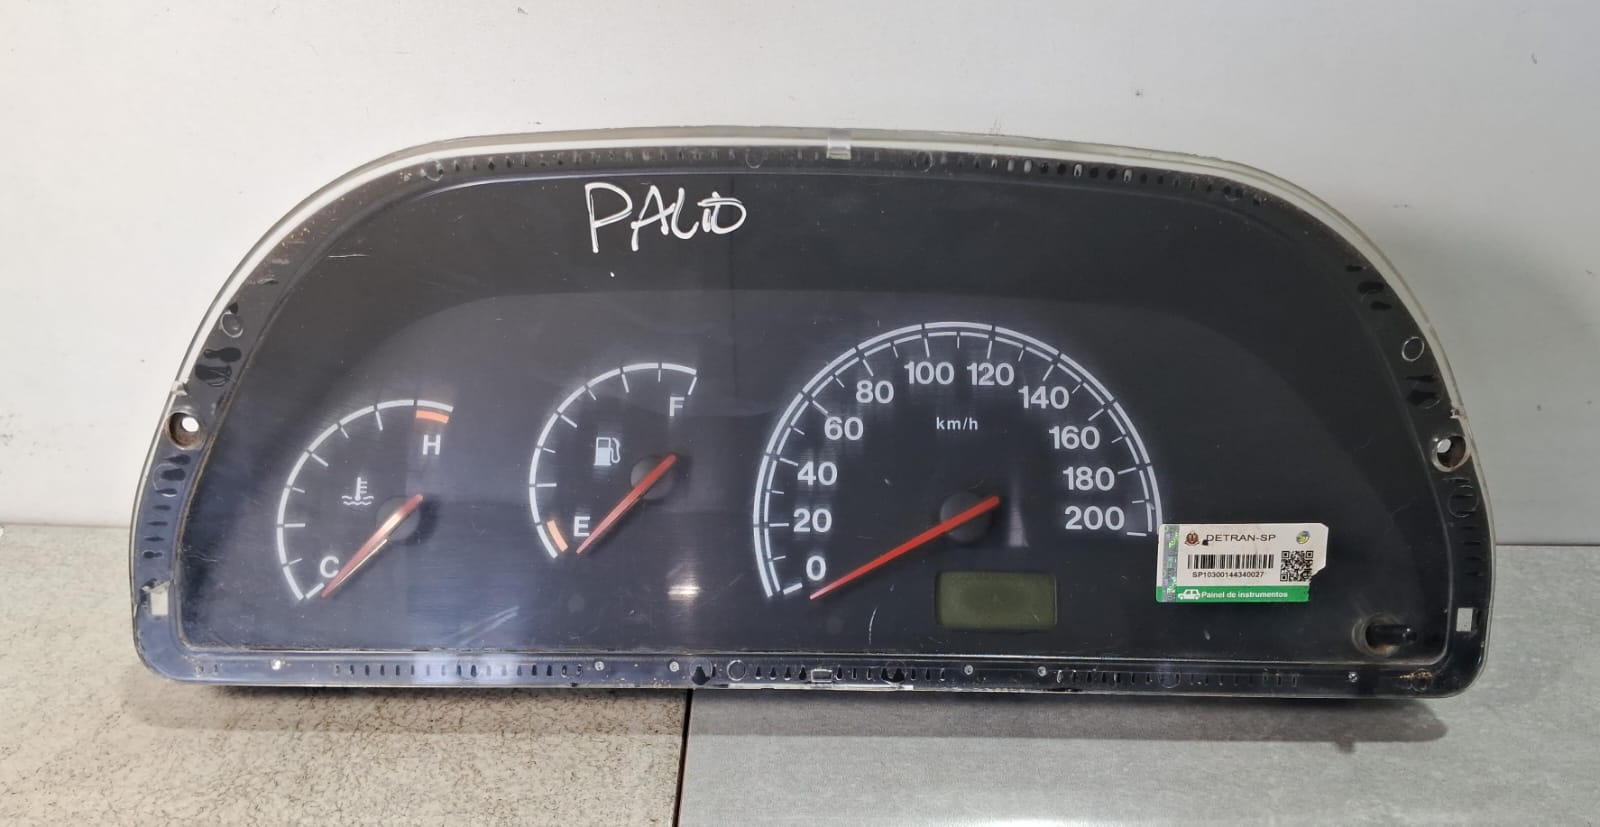 PALIO
H
C
F
E
0
20
40
60
80
100
120
140
160
180
200
km/h
DETRAN-SP
SP10300144340027
Painel de instrumentos